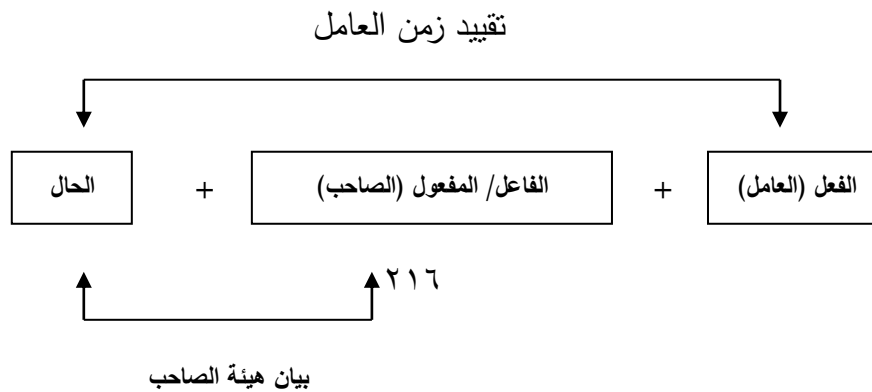 تقييد زمن العامل
الفعل (العامل) + الفاعل/ المفعول (الصاحب) + الحال
٢١٦
بيان هيئة الصاحب